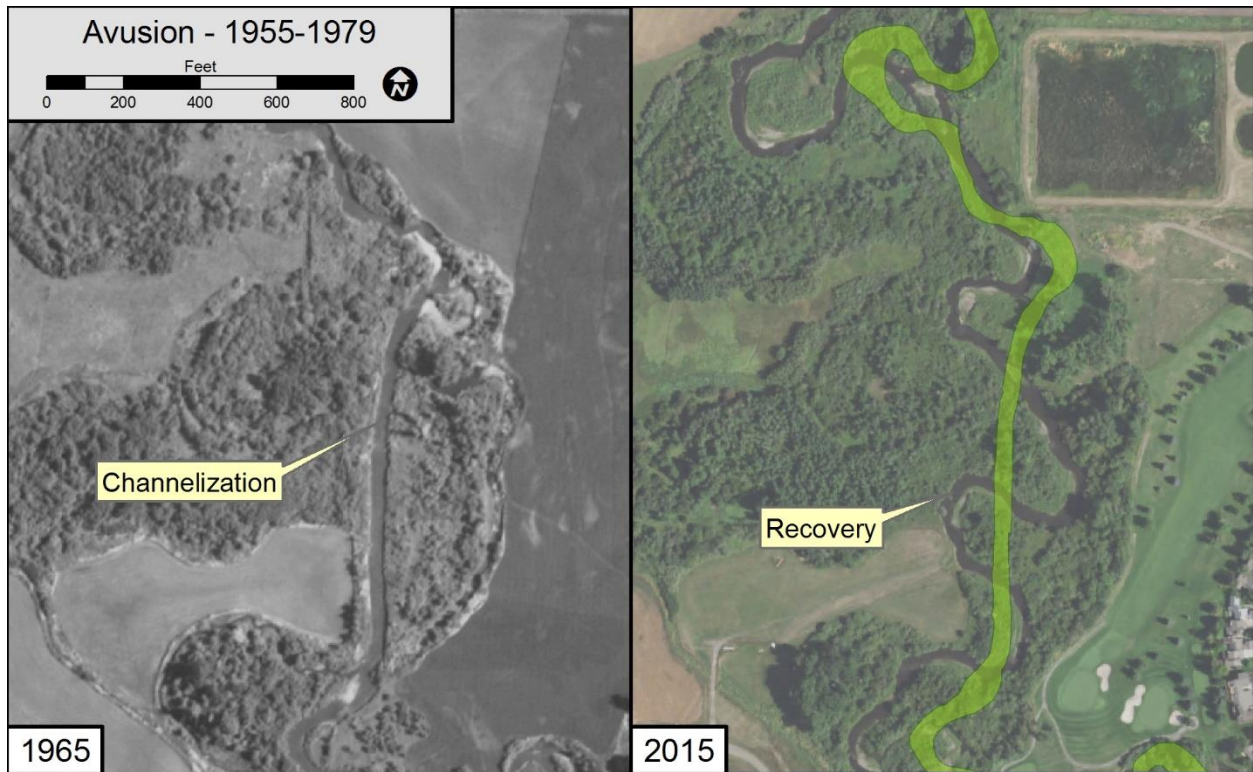 Avusion - 1955-1979
Feet
0 200 400 600 800
N
Channelization
1965
Recovery
2015